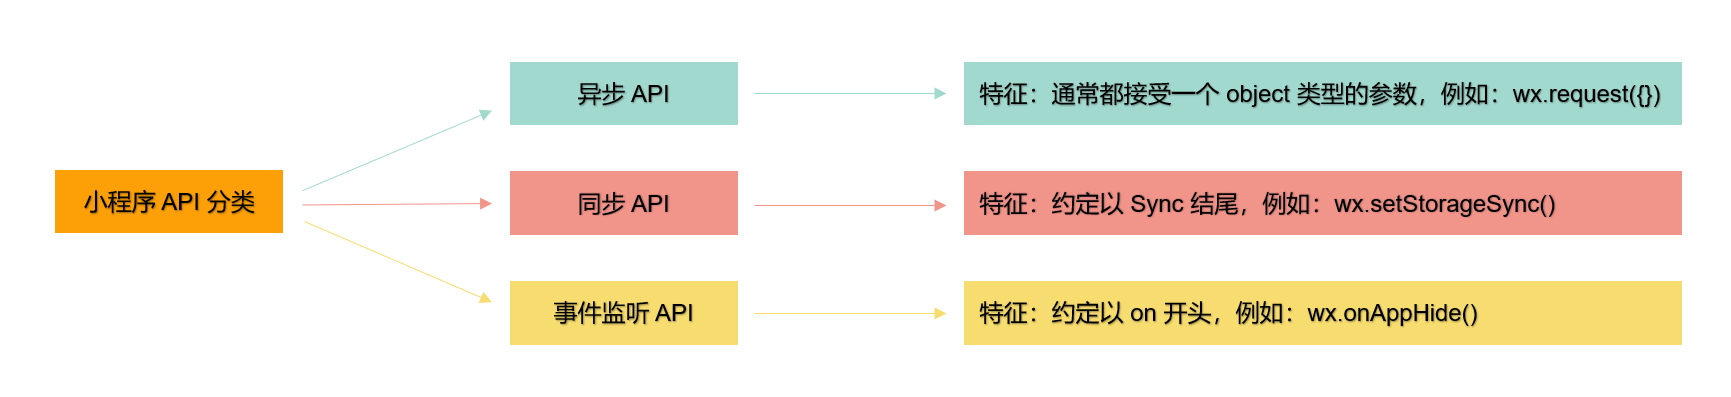 小程序 API 分类
异步 API
特征：通常都接受一个 object 类型的参数，例如：wx.request({})
同步 API
特征：约定以 Sync 结尾，例如：wx.setStorageSync()
事件监听 API
特征：约定以 on 开头，例如：wx.onAppHide()